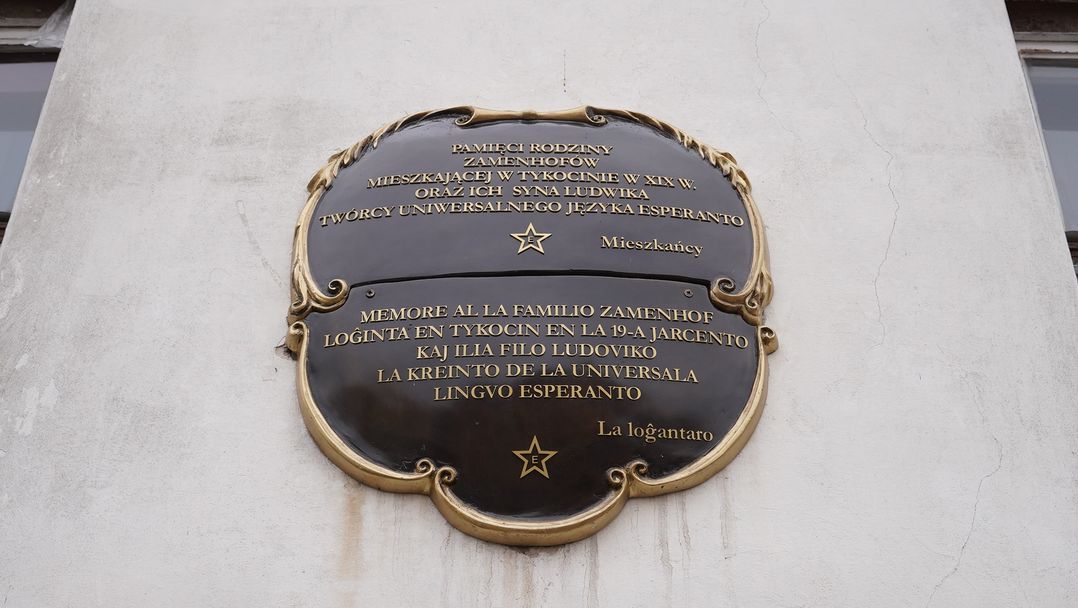 PAMIĘCI RODZINY
ZAMENHOFÓW
MIESZKAJĄCEJ W TYKOCINIE W XIX W.
ORAZ ICH SYNA LUDWIKA
TWÓRCY UNIWERSALNEGO JĘZYKA ESPERANTO
E
Mieszkańcy
MEMORE AL LA FAMILIO ZAMENHOF
LOĜINTA EN TYKOCIN EN LA 19-A JARCENTO
KAJ ILIA FILO LUDOVIKO
LA KREINTO DE LA UNIVERSALA
LINGVO ESPERANTO
La loĝantaro
E